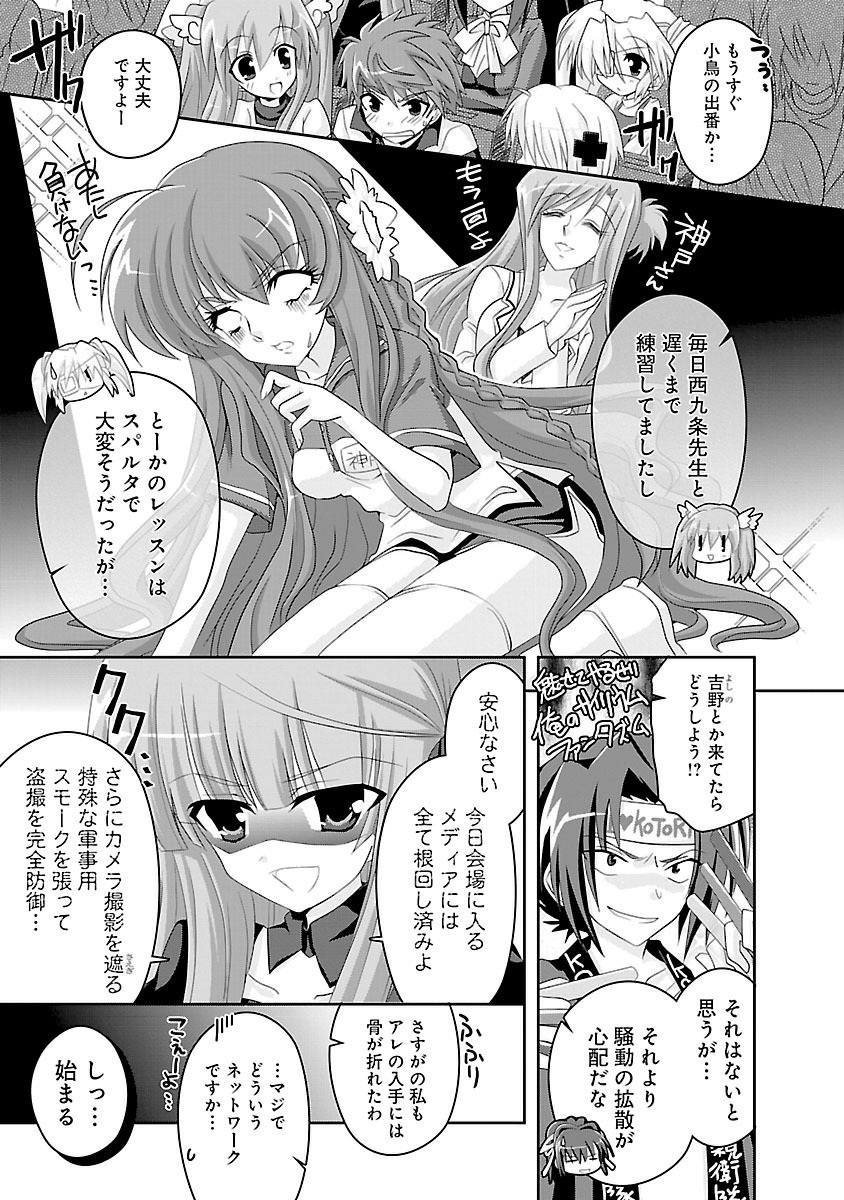 もうすぐ
小鳥の出番か…
つうぅ
ザワ
ザワ
大丈夫
ですよー
神戸さん
もう一回よ
毎日西九条先生と
遅くまで
練習してましたし
あたし
負けないっ…
神
とーかのレッスンは
スパルタで
大変そうだったが…
吉野とか来てたら
よしの
どうしよう!?
魅せてやるぜい
俺のサイリウム
ファンタズム
♥KOTORI
それはないと
思うが…
それより
騒動の拡散が
心配だな
親衛隊
安心なさい
今日会場に入る
メディアには
全て根回し済みよ
クク
さらにカメラ撮影を遮る
さえぎ
特殊な軍事用
スモークを張って
盗撮を完全防御…
ふふり
さすがの私も
アレの入手には
骨が折れたわ
…マジで
どういう
ネットワーク
ですか…
こえーよ…
しっ…
始まる